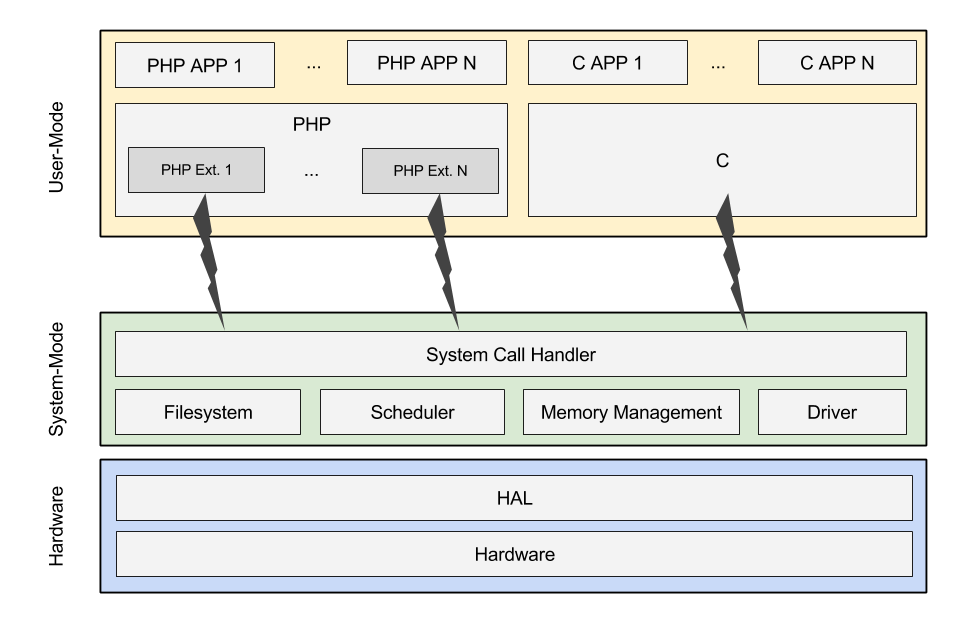 User-Mode
PHP APP 1
...
PHP APP N
C APP 1
...
C APP N
PHP
PHP Ext. 1
...
PHP Ext. N
C
System-Mode
System Call Handler
Filesystem
Scheduler
Memory Management
Driver
Hardware
HAL
Hardware